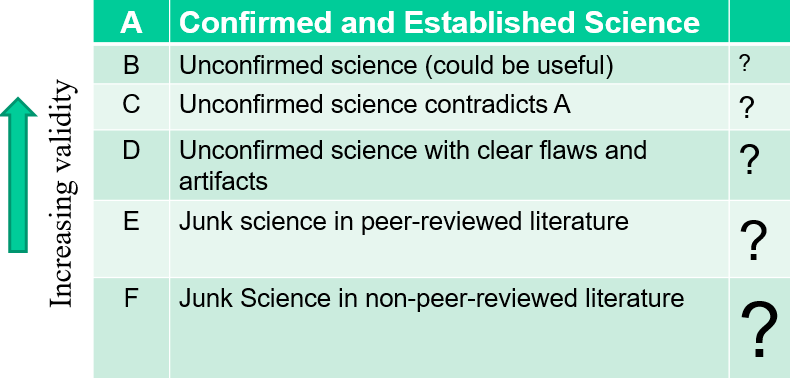 A Confirmed and Established Science
B Unconfirmed science (could be useful) ?
C Unconfirmed science contradicts A ?
D Unconfirmed science with clear flaws and ?
artifacts
E Junk science in peer-reviewed literature ?
F Junk Science in non-peer-reviewed literature ?
Increasing validity